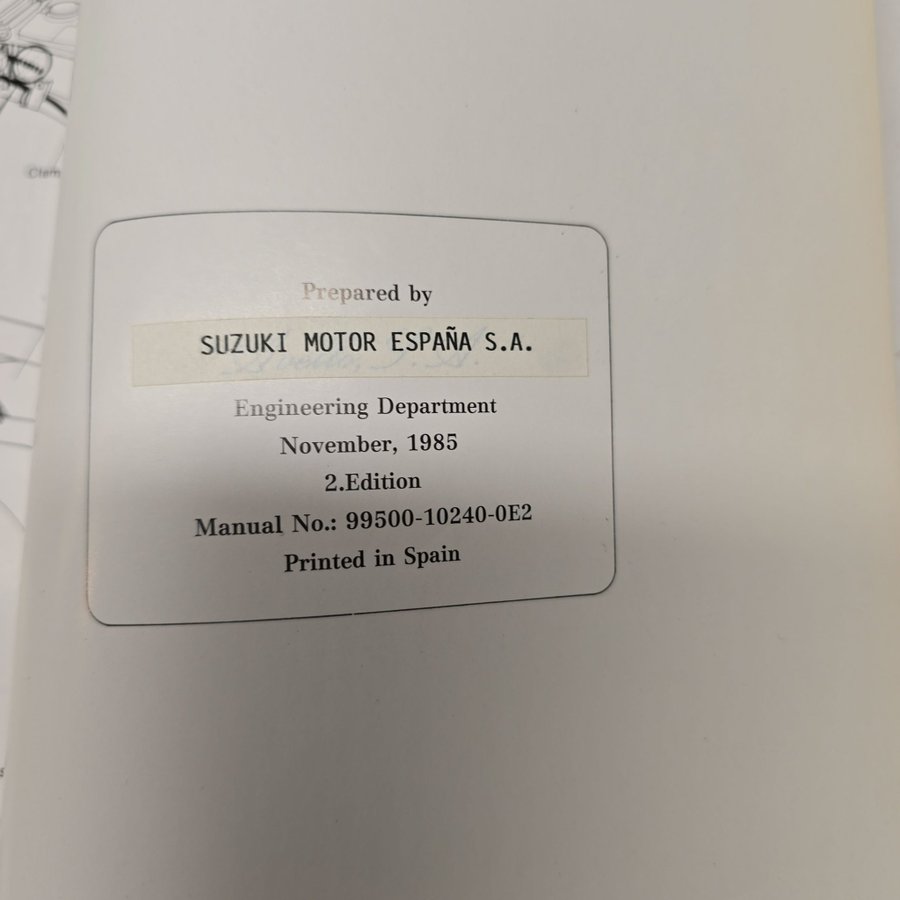 Prepared by
SUZUKI MOTOR ESPAÑA S.A.
Engineering Department
November, 1985
2.Edition
Manual No.: 99500-10240-0E2
Printed in Spain